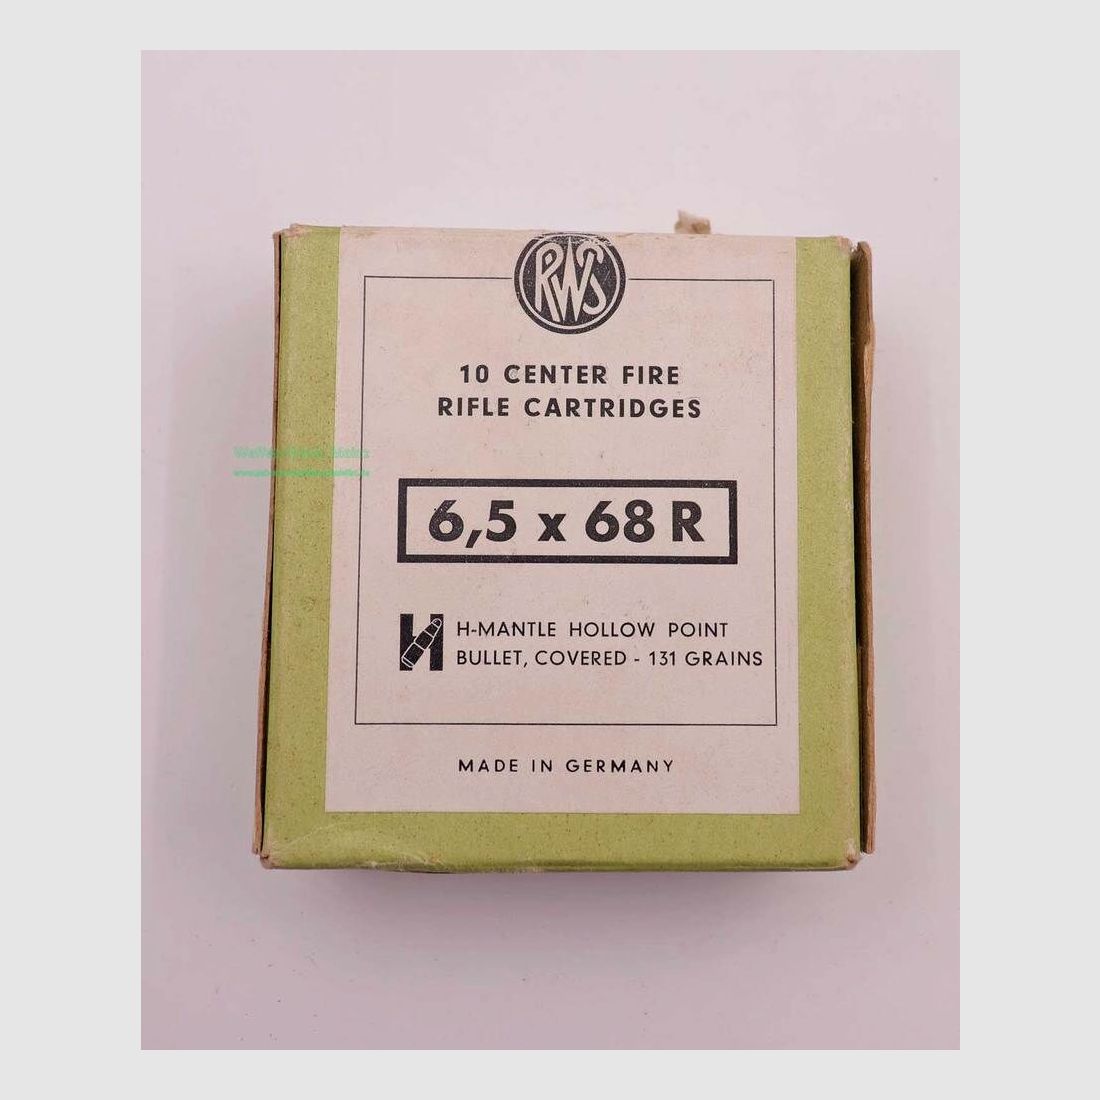 RWS
10 CENTER FIRE
RIFLE CARTRIDGES
6,5 x 68 R
H
H-MANTLE HOLLOW POINT
BULLET, COVERED - 131 GRAINS
MADE IN GERMANY